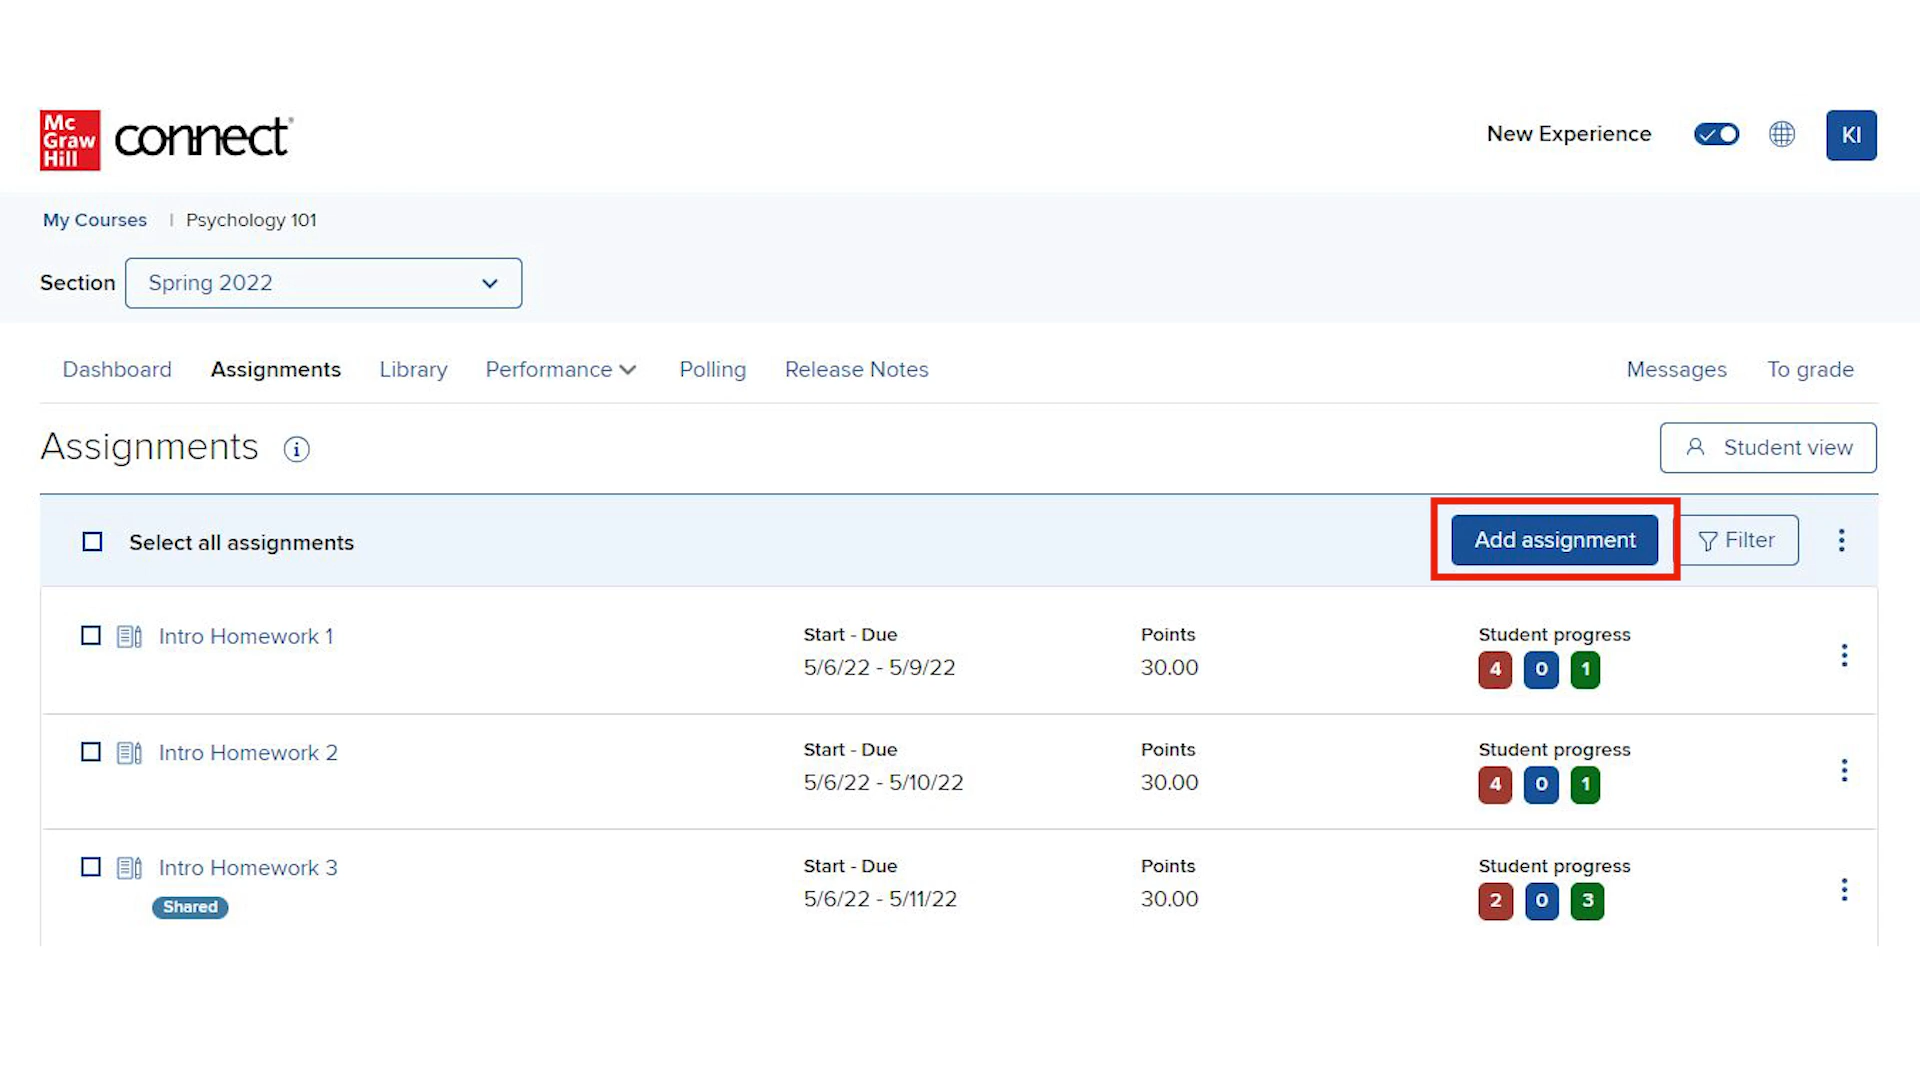 Mc
Graw
Hill
connect
New Experience
KI
My Courses | Psychology 101
Section Spring 2022
Dashboard Assignments Library Performance Polling Release Notes Messages To grade
Assignments
Student view
Select all assignments Add assignment Filter
Intro Homework 1 Start - Due Points Student progress
5/6/22 - 5/9/22 30.00 4 0 1
Intro Homework 2 Start - Due Points Student progress
5/6/22 - 5/10/22 30.00 4 0 1
Intro Homework 3 Start - Due Points Student progress
Shared 5/6/22 - 5/11/22 30.00 2 0 3